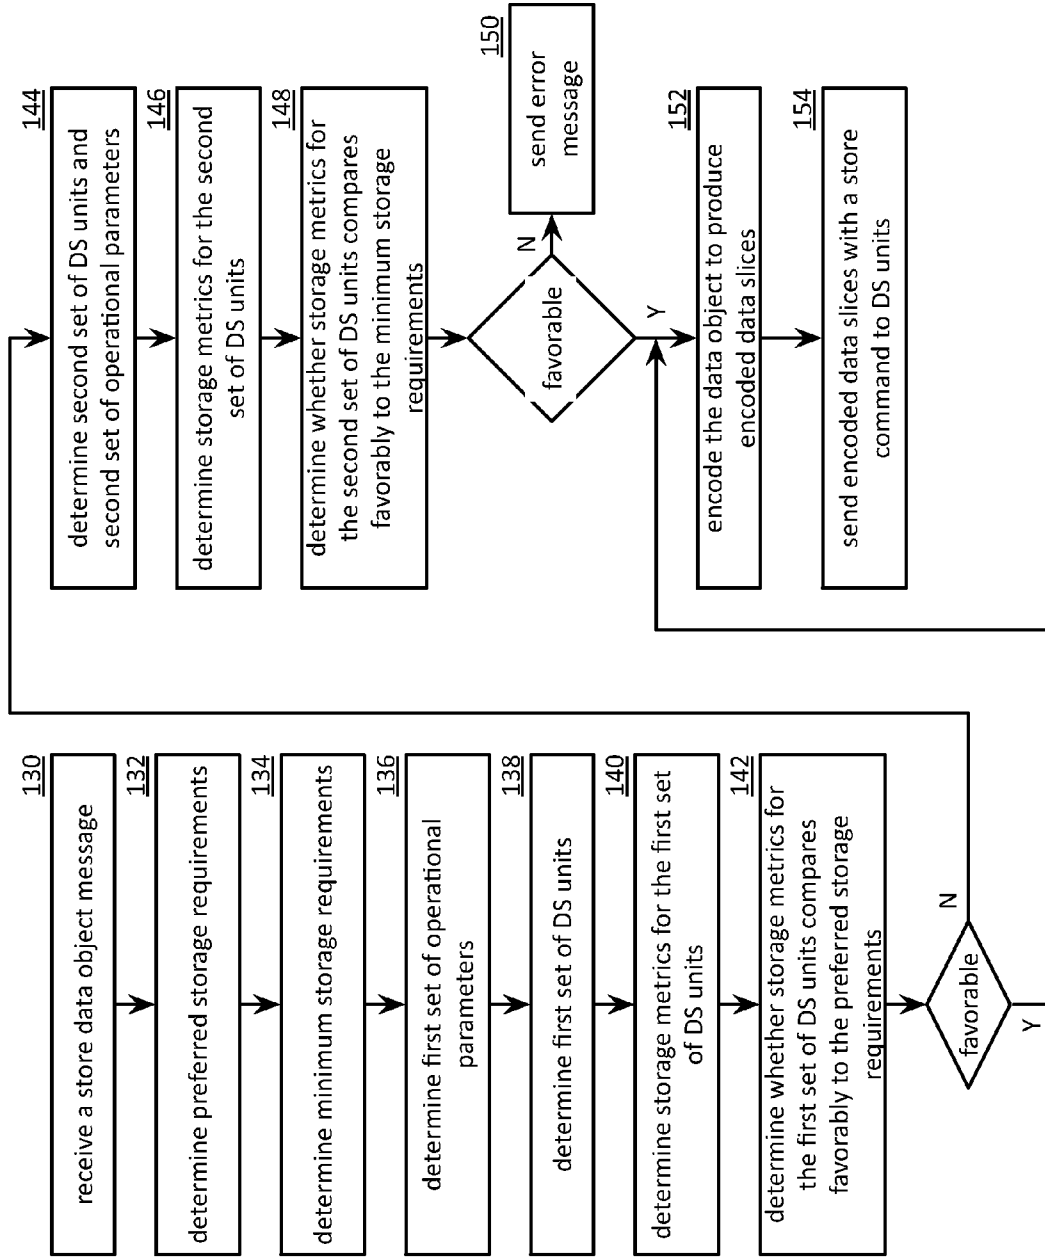 130
receive a store data object message
132
determine preferred storage requirements
134
determine minimum storage requirements
136
determine first set of operational
parameters
138
determine first set of DS units
140
determine storage metrics for the first set
of DS units
142
determine whether storage metrics for
the first set of DS units compares
favorably to the preferred storage
requirements
favorable
N
Y
144
determine second set of DS units and
second set of operational parameters
146
determine storage metrics for the second
set of DS units
148
determine whether storage metrics for
the second set of DS units compares
favorably to the minimum storage
requirements
favorable
N
Y
150
send error
message
152
encode the data object to produce
encoded data slices
154
send encoded data slices with a store
command to DS units